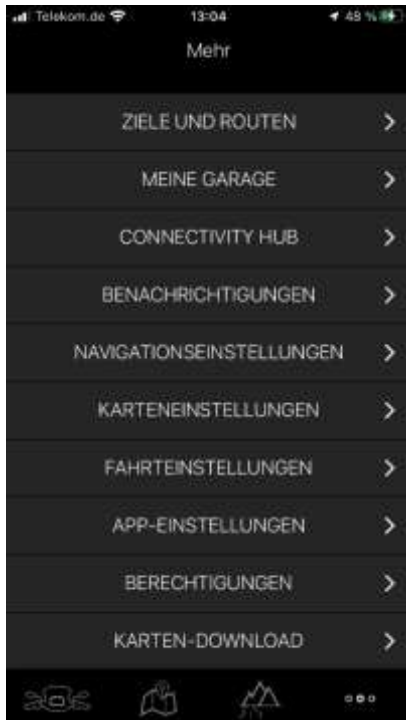 Telekom.de 13:04 48 %
Mehr
ZIELE UND ROUTEN
MEINE GARAGE
CONNECTIVITY HUB
BENACHRICHTIGUNGEN
NAVIGATIONSEINSTELLUNGEN
KARTENEINSTELLUNGEN
FAHRTEINSTELLUNGEN
APP-EINSTELLUNGEN
BERECHTIGUNGEN
KARTEN-DOWNLOAD